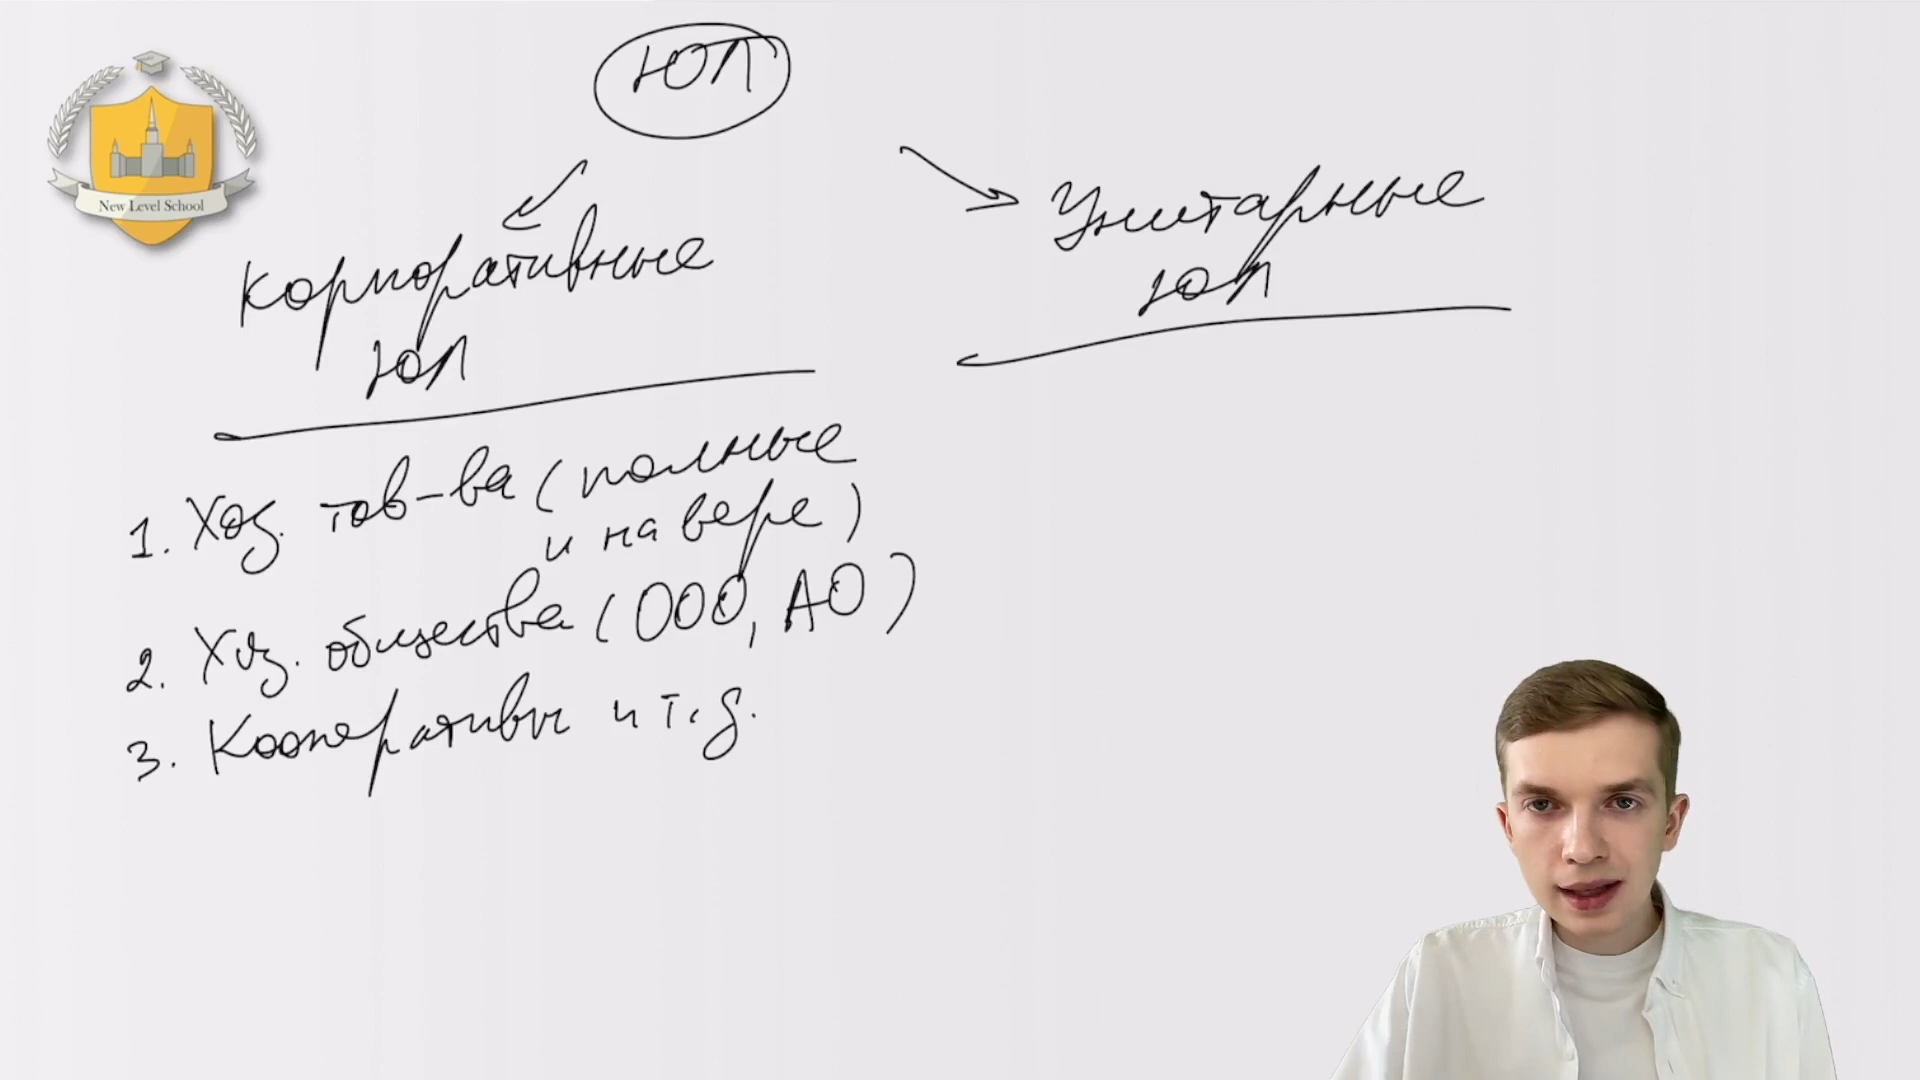 New Level School
ЮЛ
Корпоративные
ЮЛ
Унитарные
ЮЛ
1. Хоз. тов-ва (полные
и на вере)
2. Хоз. общества (ООО, АО)
3. Кооперативы и т.д.